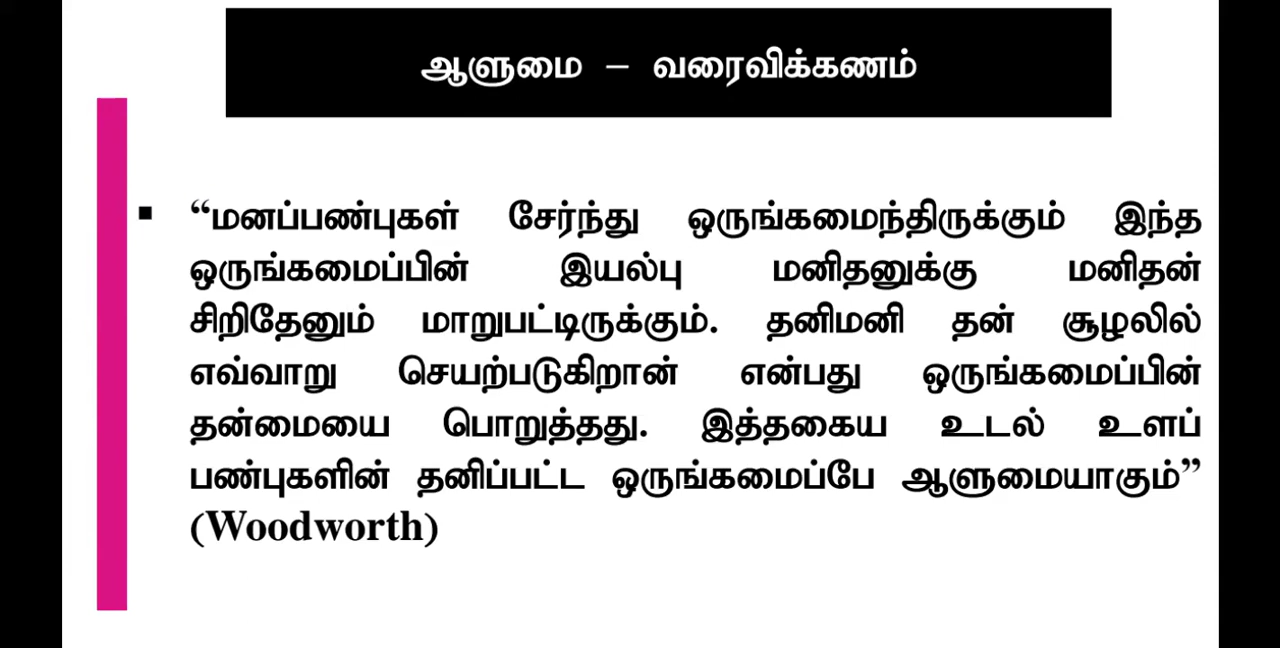 ஆளுமை – வரைவிக்கணம்
▪ “மனப்பண்புகள் சேர்ந்து ஒருங்கமைந்திருக்கும் இந்த
ஒருங்கமைப்பின் இயல்பு மனிதனுக்கு மனிதன்
சிறிதேனும் மாறுபட்டிருக்கும். தனிமனி தன் சூழலில்
எவ்வாறு செயற்படுகிறான் என்பது ஒருங்கமைப்பின்
தன்மையை பொறுத்தது. இத்தகைய உடல் உளப்
பண்புகளின் தனிப்பட்ட ஒருங்கமைப்பே ஆளுமையாகும்”
(Woodworth)